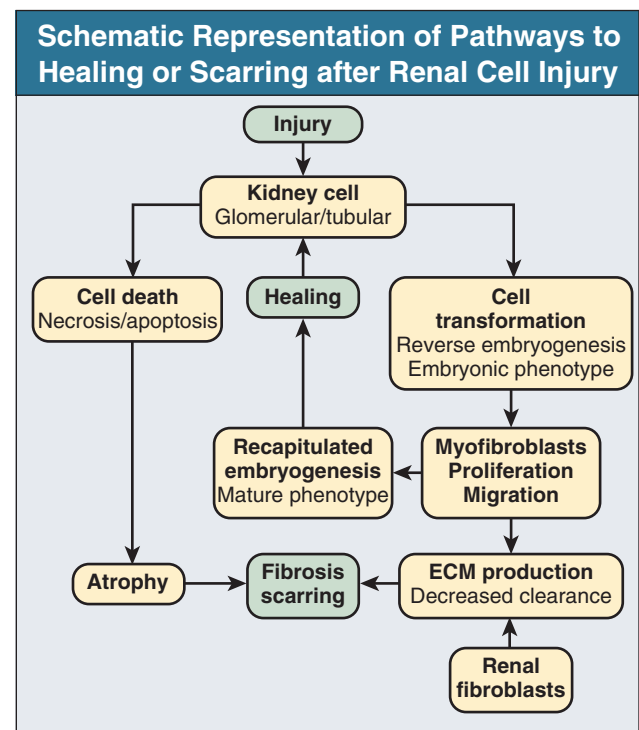 Schematic Representation of Pathways to
Healing or Scarring after Renal Cell Injury
Injury
Kidney cell
Glomerular/tubular
Cell death
Necrosis/apoptosis
Healing
Cell
transformation
Reverse embryogenesis
Embryonic phenotype
Recapitulated
embryogenesis
Mature phenotype
Myofibroblasts
Proliferation
Migration
Atrophy
Fibrosis
scarring
ECM production
Decreased clearance
Renal
fibroblasts